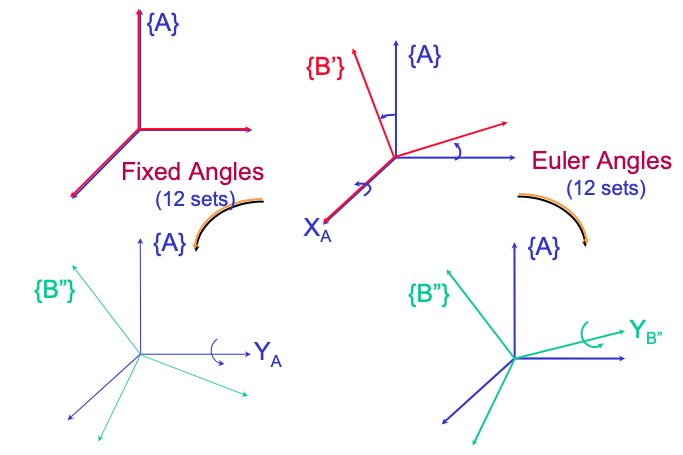 {A}
{B’}
{A}
Fixed Angles
(12 sets)
Euler Angles
(12 sets)
X_A
{A}
{B”}
Y_A
{A}
{B”}
Y_B”